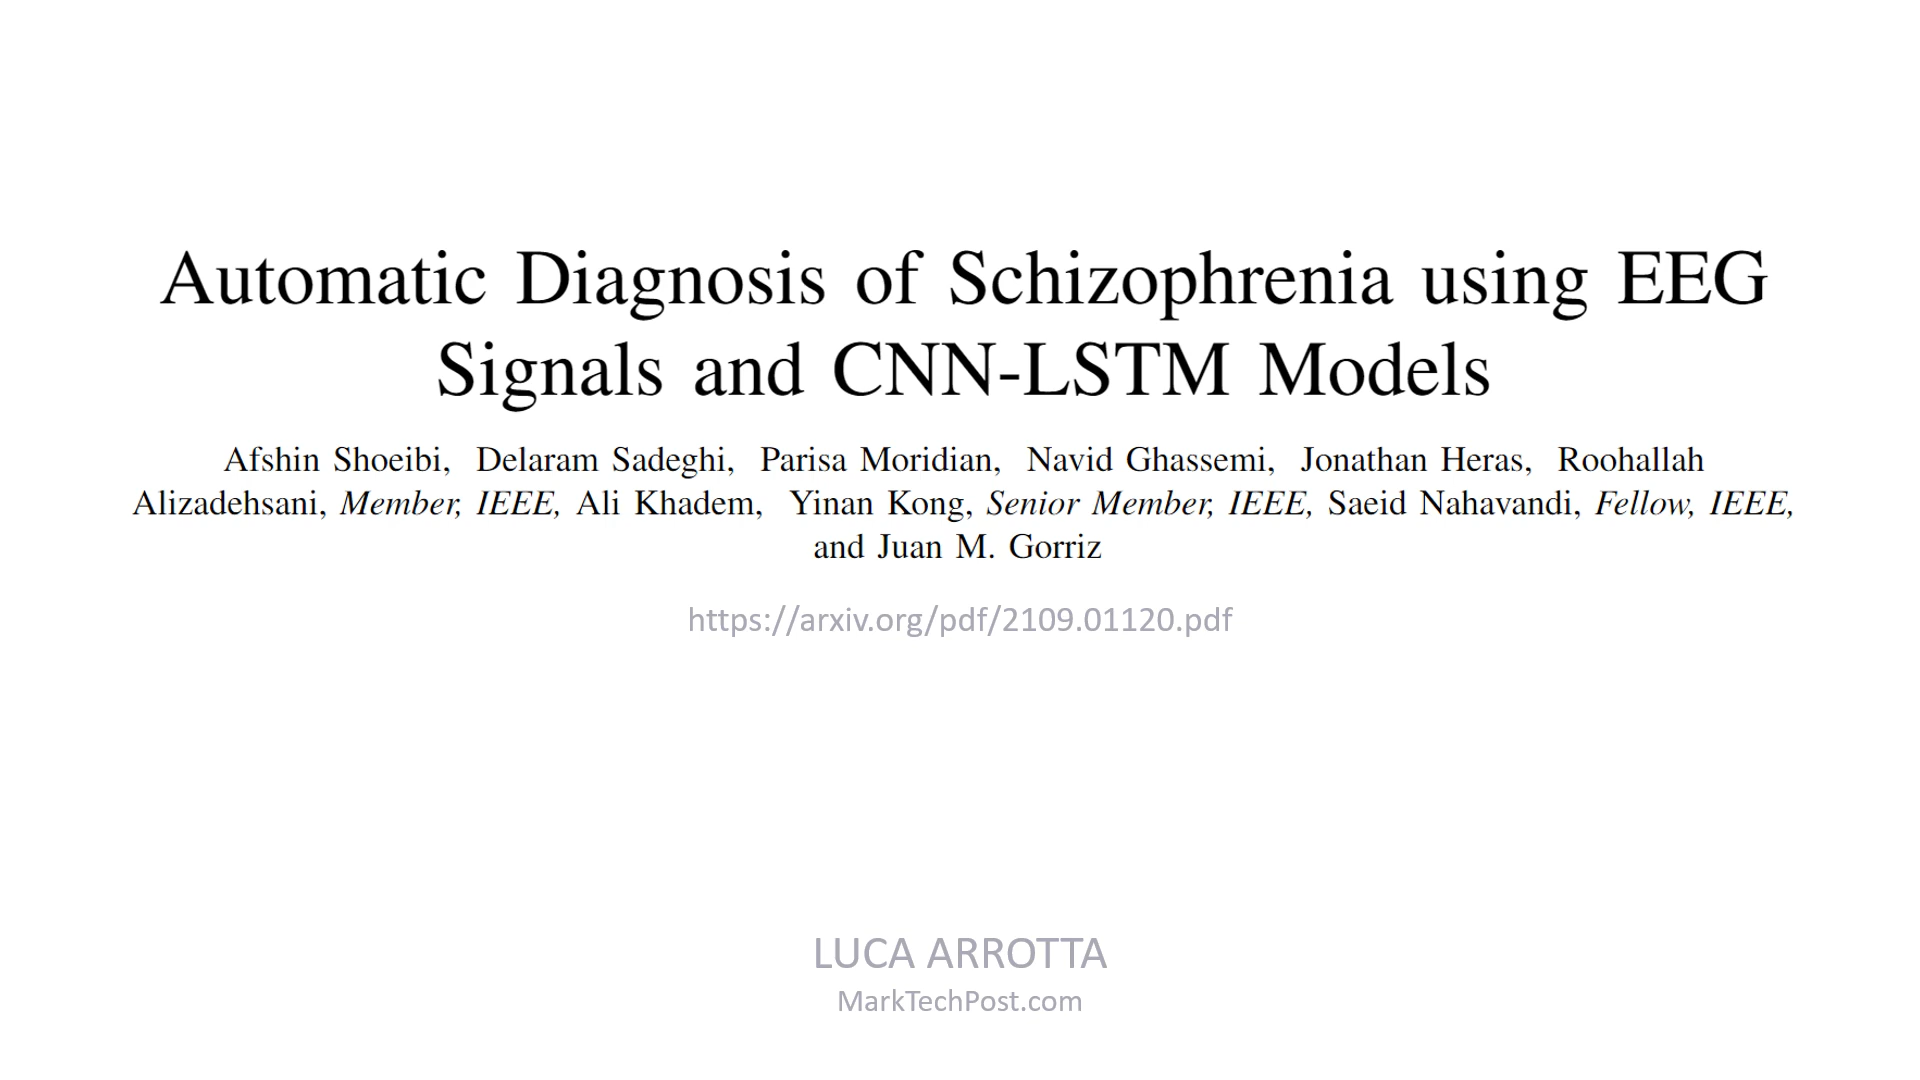 Automatic Diagnosis of Schizophrenia using EEG
Signals and CNN-LSTM Models
Afshin Shoeibi, Delaram Sadeghi, Parisa Moridian, Navid Ghassemi, Jonathan Heras, Roohallah
Alizadehsani, Member, IEEE, Ali Khadem, Yinan Kong, Senior Member, IEEE, Saeid Nahavandi, Fellow, IEEE,
and Juan M. Gorriz
https://arxiv.org/pdf/2109.01120.pdf
LUCA ARROTTA
MarkTechPost.com